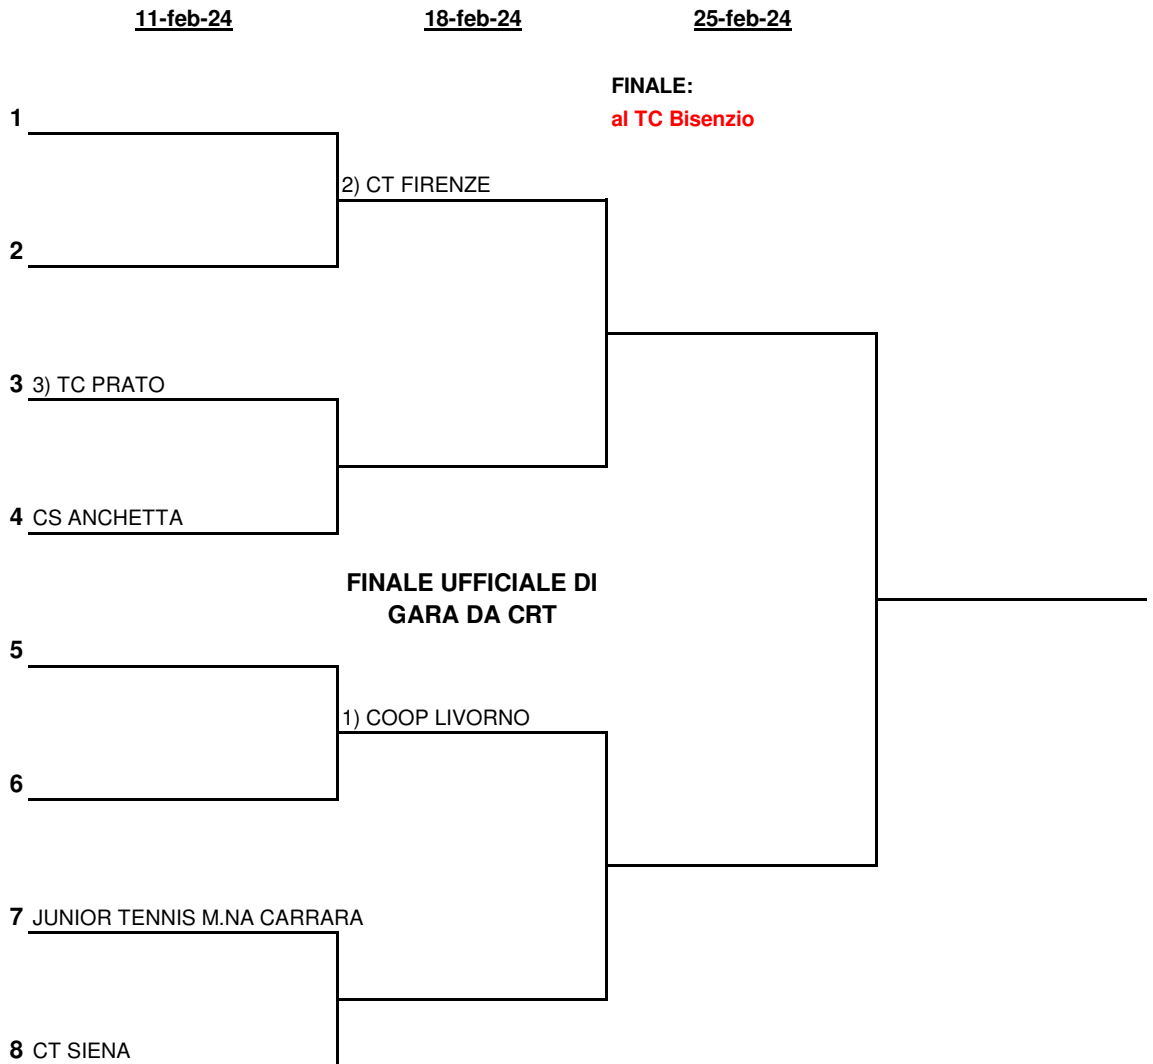 11-feb-24 18-feb-24 25-feb-24
FINALE:
1 al TC Bisenzio
2) CT FIRENZE
2
3 3) TC PRATO
4 CS ANCHETTA
FINALE UFFICIALE DI
GARA DA CRT
5
1) COOP LIVORNO
6
7 JUNIOR TENNIS M.NA CARRARA
8 CT SIENA